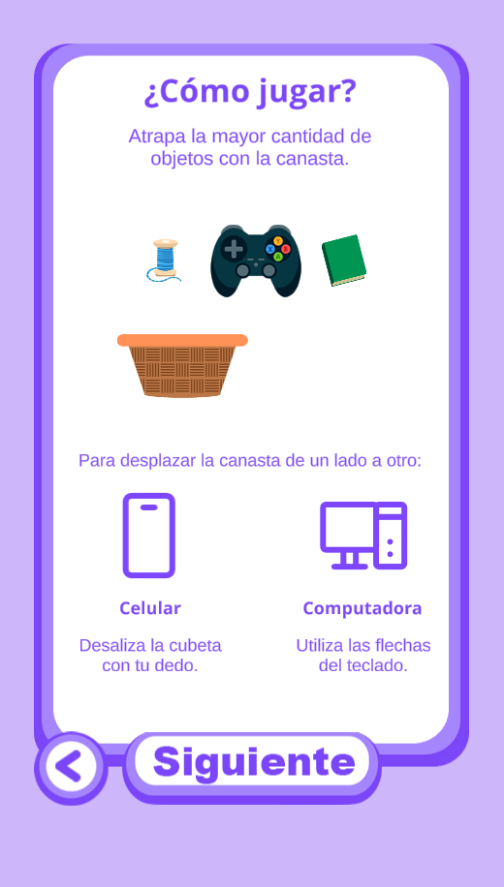 ¿Cómo jugar?
Atrapa la mayor cantidad de
objetos con la canasta.
Y
X
B
A
Para desplazar la canasta de un lado a otro:
Celular
Computadora
Desaliza la cubeta
con tu dedo.
Utiliza las flechas
del teclado.
Siguiente